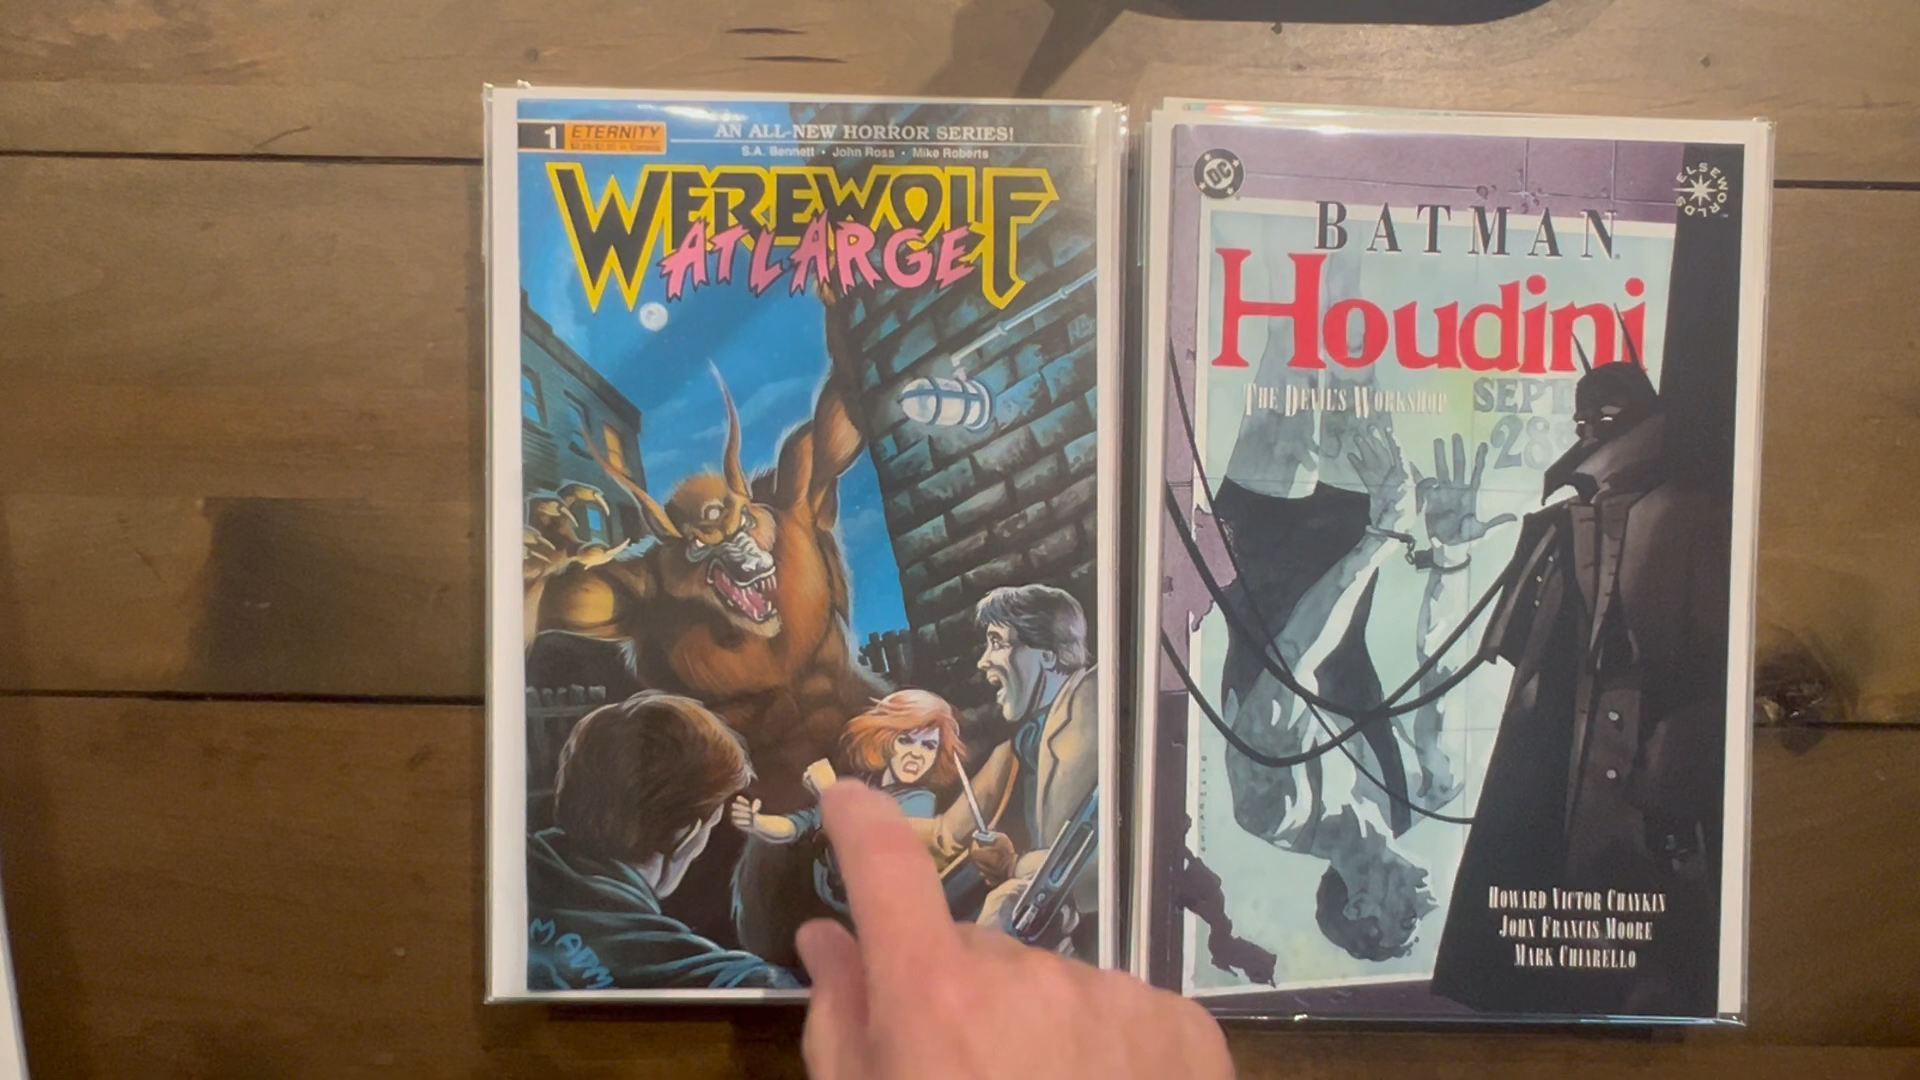 1
ETERNITY
AN ALL-NEW HORROR SERIES!
S.A. Bennett • John Ross • Mike Roberts
WEREWOLF
AT LARGE
DC
ELSEWORLDS
BATMAN
Houdini
THE DEVIL'S WORKSHOP
SEPT
28
HOWARD VICTOR CHAYKIN
JOHN FRANCIS MOORE
MARK CHIARELLO